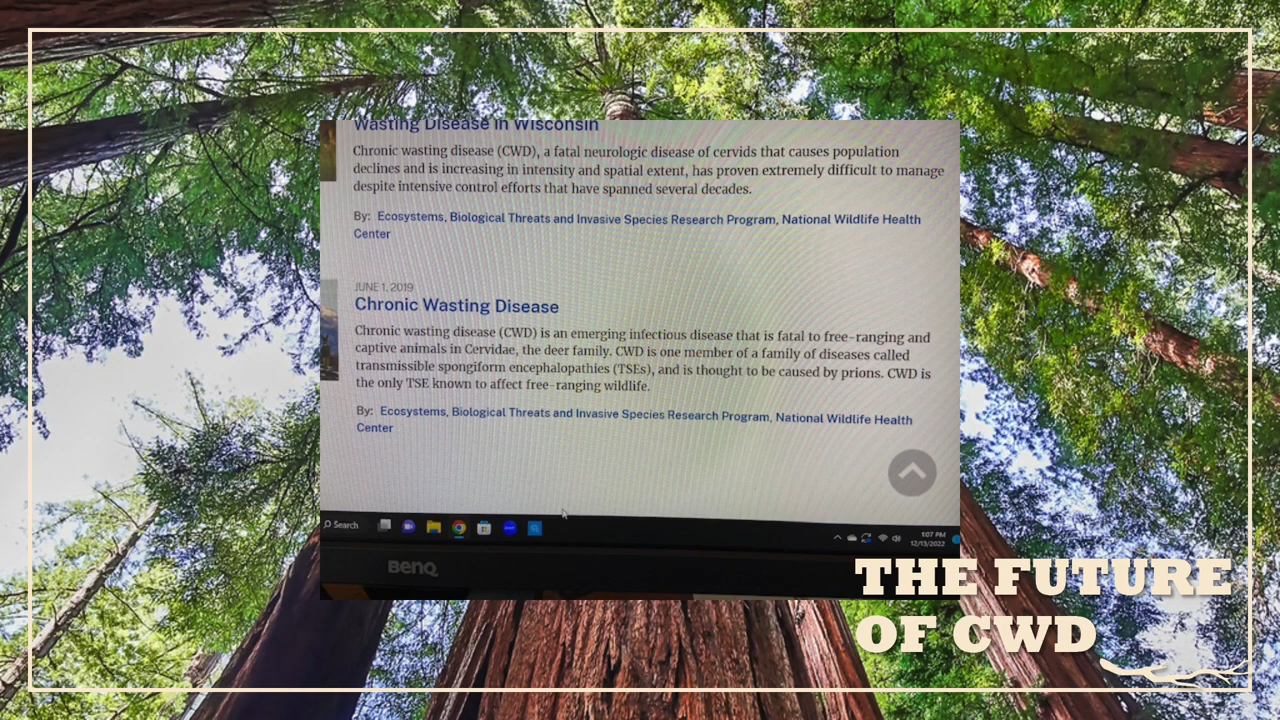 Wasting Disease in Wisconsin
Chronic wasting disease (CWD), a fatal neurologic disease of cervids that causes population
declines and is increasing in intensity and spatial extent, has proven extremely difficult to manage
despite intensive control efforts that have spanned several decades.
By: Ecosystems, Biological Threats and Invasive Species Research Program, National Wildlife Health
Center
JUNE 1, 2019
Chronic Wasting Disease
Chronic wasting disease (CWD) is an emerging infectious disease that is fatal to free-ranging and
captive animals in Cervidae, the deer family. CWD is one member of a family of diseases called
transmissible spongiform encephalopathies (TSEs), and is thought to be caused by prions. CWD is
the only TSE known to affect free-ranging wildlife.
By: Ecosystems, Biological Threats and Invasive Species Research Program, National Wildlife Health
Center
Search
1:07 PM
12/13/2022
BenQ
THE FUTURE
OF CWD